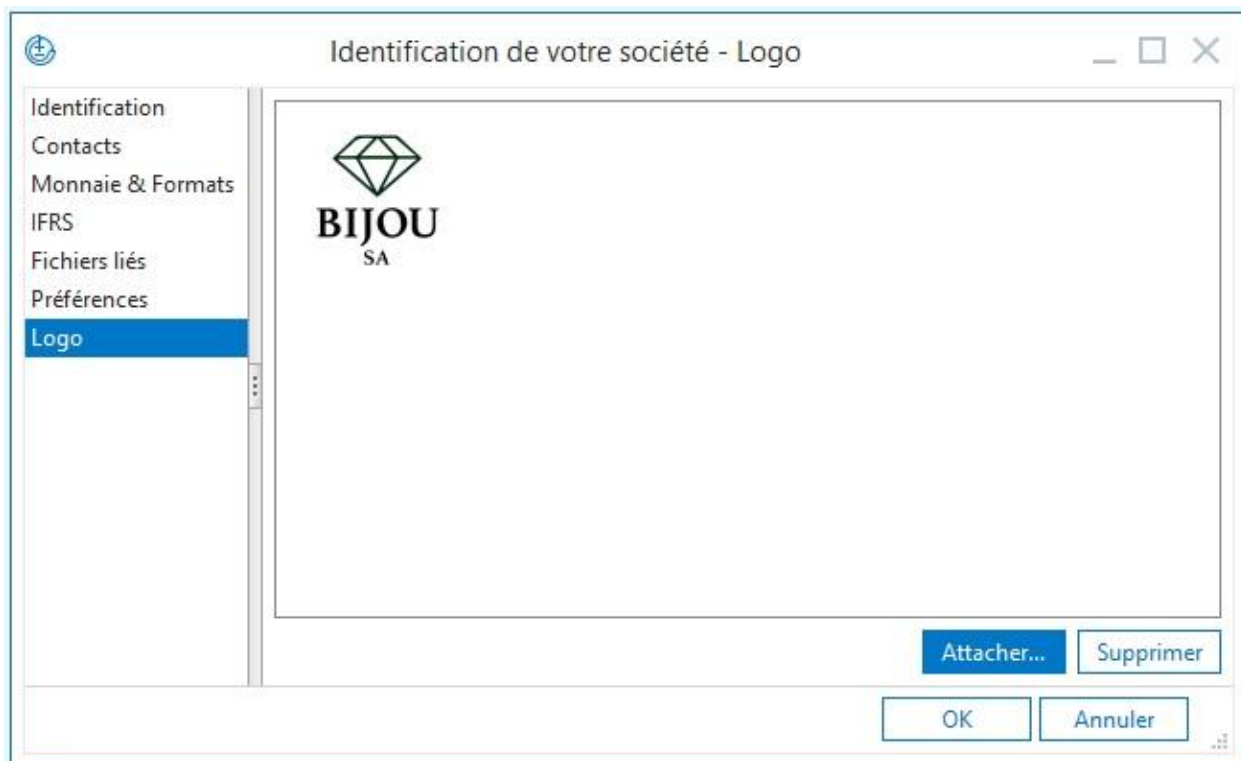 Identification de votre société - Logo
Identification
Contacts
Monnaie & Formats
IFRS
Fichiers liés
Préférences
Logo
BIJOU
SA
Attacher...
Supprimer
OK
Annuler